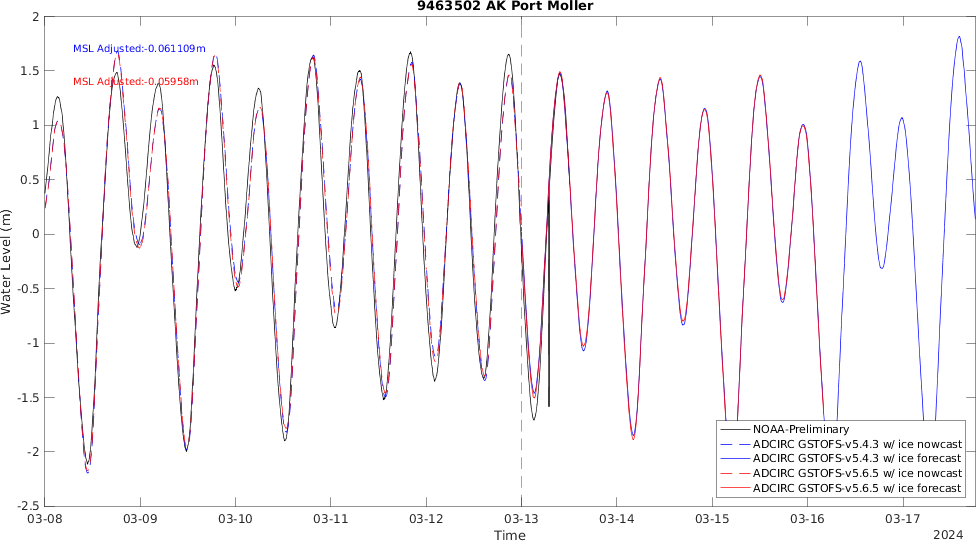 9463502 AK Port Moller
MSL Adjusted:-0.061109m
MSL Adjusted:-0.05958m
Water Level (m)
2
1.5
1
0.5
0
-0.5
-1
-1.5
-2
-2.5
NOAA-Preliminary
ADCIRC GSTOFS-v5.4.3 w/ ice nowcast
ADCIRC GSTOFS-v5.4.3 w/ ice forecast
ADCIRC GSTOFS-v5.6.5 w/ ice nowcast
ADCIRC GSTOFS-v5.6.5 w/ ice forecast
03-08 03-09 03-10 03-11 03-12 03-13 03-14 03-15 03-16 03-17
Time
2024